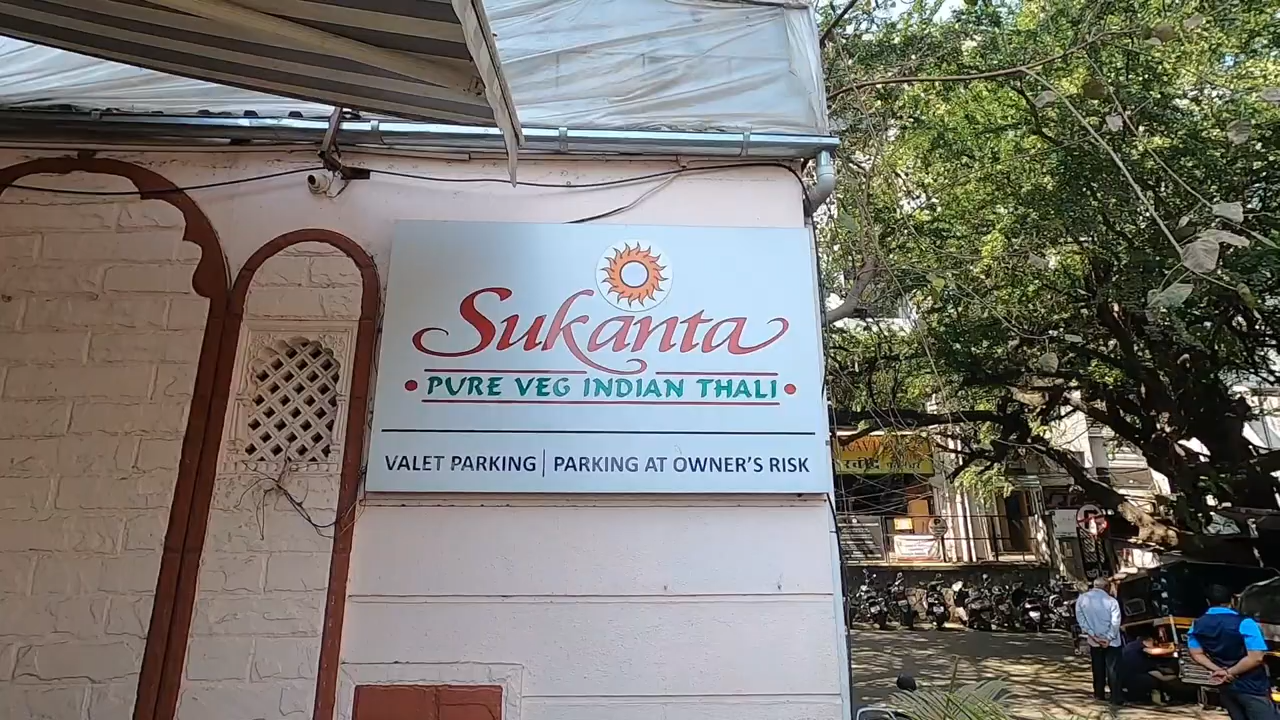 Sukanta
• PURE VEG INDIAN THALI •
VALET PARKING | PARKING AT OWNER'S RISK